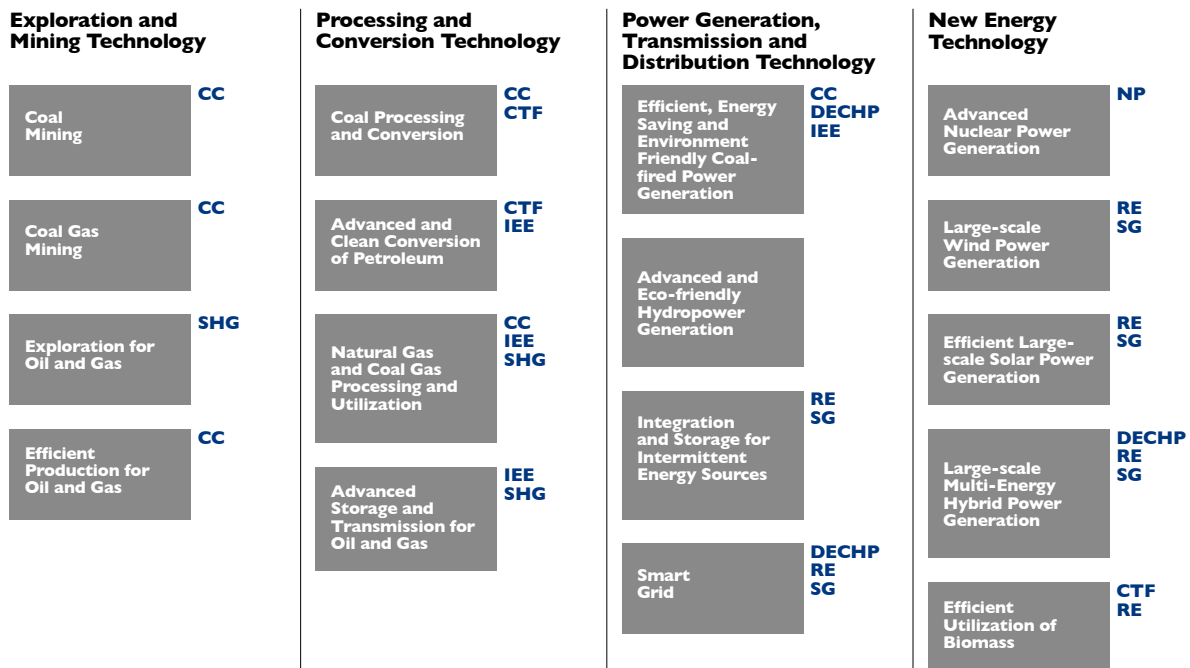 Exploration and
Mining Technology
Coal
Mining
CC
Coal Gas
Mining
CC
Exploration for
Oil and Gas
SHG
Efficient
Production for
Oil and Gas
CC
Processing and
Conversion Technology
Coal Processing
and Conversion
CC
CTF
Advanced and
Clean Conversion
of Petroleum
CTF
IEE
Natural Gas
and Coal Gas
Processing and
Utilization
CC
IEE
SHG
Advanced
Storage and
Transmission for
Oil and Gas
IEE
SHG
Power Generation,
Transmission and
Distribution Technology
Efficient, Energy
Saving and
Environment
Friendly Coal-
fired Power
Generation
CC
DECHP
IEE
Advanced and
Eco-friendly
Hydropower
Generation
Integration
and Storage for
Intermittent
Energy Sources
RE
SG
Smart
Grid
DECHP
RE
SG
New Energy
Technology
Advanced
Nuclear Power
Generation
NP
Large-scale
Wind Power
Generation
RE
SG
Efficient Large-
scale Solar Power
Generation
RE
SG
Large-scale
Multi-Energy
Hybrid Power
Generation
DECHP
RE
SG
Efficient
Utilization of
Biomass
CTF
RE